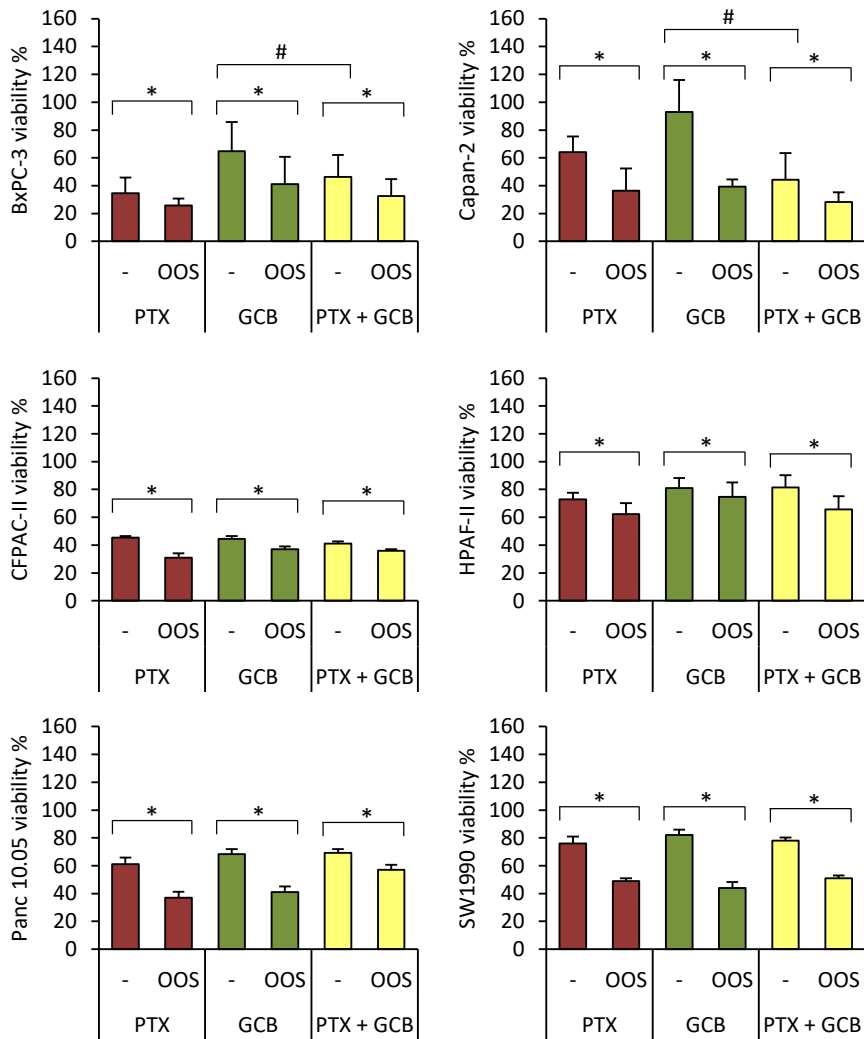 BxPC-3 viability %
160
140
120
100
80
60
40
20
0
#
* * *
- OOS - OOS - OOS
PTX GCB PTX + GCB
Capan-2 viability %
160
140
120
100
80
60
40
20
0
#
* * *
- OOS - OOS - OOS
PTX GCB PTX + GCB
CFPAC-II viability %
160
140
120
100
80
60
40
20
0
* * *
- OOS - OOS - OOS
PTX GCB PTX + GCB
HPAF-II viability %
160
140
120
100
80
60
40
20
0
* * *
- OOS - OOS - OOS
PTX GCB PTX + GCB
Panc 10.05 viability %
160
140
120
100
80
60
40
20
0
* * *
- OOS - OOS - OOS
PTX GCB PTX + GCB
SW1990 viability %
160
140
120
100
80
60
40
20
0
* * *
- OOS - OOS - OOS
PTX GCB PTX + GCB